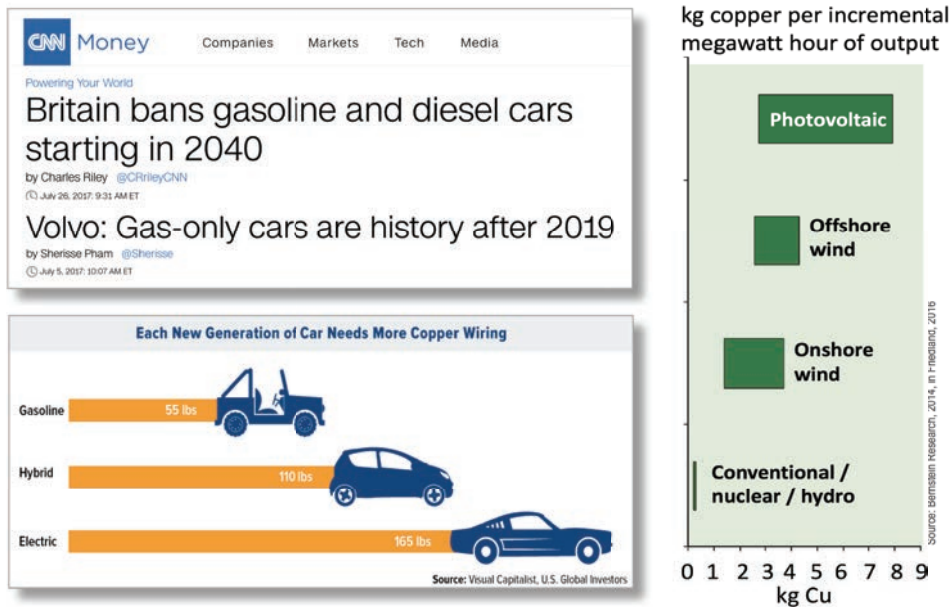 CNN Money Companies Markets Tech Media
Powering Your World
Britain bans gasoline and diesel cars
starting in 2040
by Charles Riley @CRrileyCNN
July 26, 2017: 9:31 AM ET
Volvo: Gas-only cars are history after 2019
by Sherisse Pham @Sherisse
July 5, 2017: 10:07 AM ET
Each New Generation of Car Needs More Copper Wiring
Gasoline 55 lbs
Hybrid 110 lbs
Electric 165 lbs
Source: Visual Capitalist, U.S. Global Investors
kg copper per incremental
megawatt hour of output
Photovoltaic
Offshore
wind
Onshore
wind
Conventional /
nuclear / hydro
0 1 2 3 4 5 6 7 8 9
kg Cu
Source: Bernstein Research, 2014, in Friedland, 2016